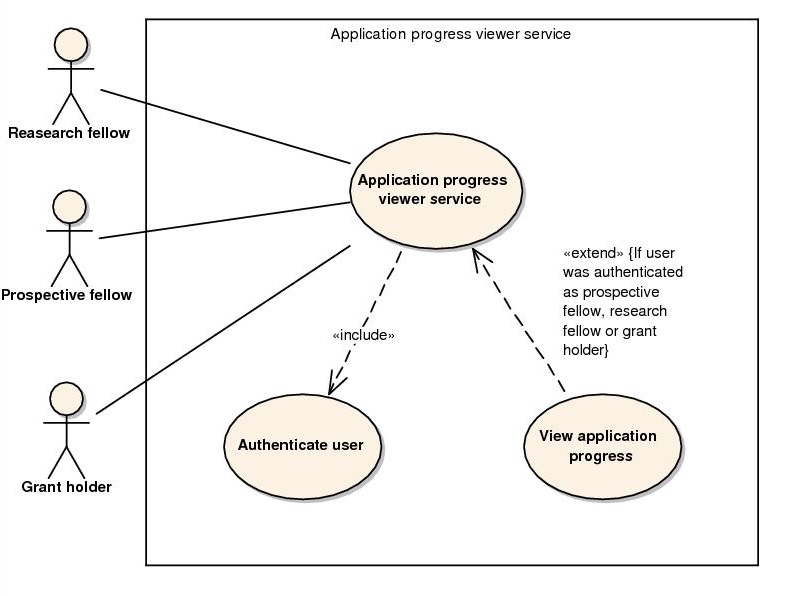 Application progress viewer service
Reasearch fellow
Application progress
viewer service
Prospective fellow
«extend» {If user
was authenticated
as prospective
fellow, research
fellow or grant
holder}
«include»
Authenticate user
View application
progress
Grant holder